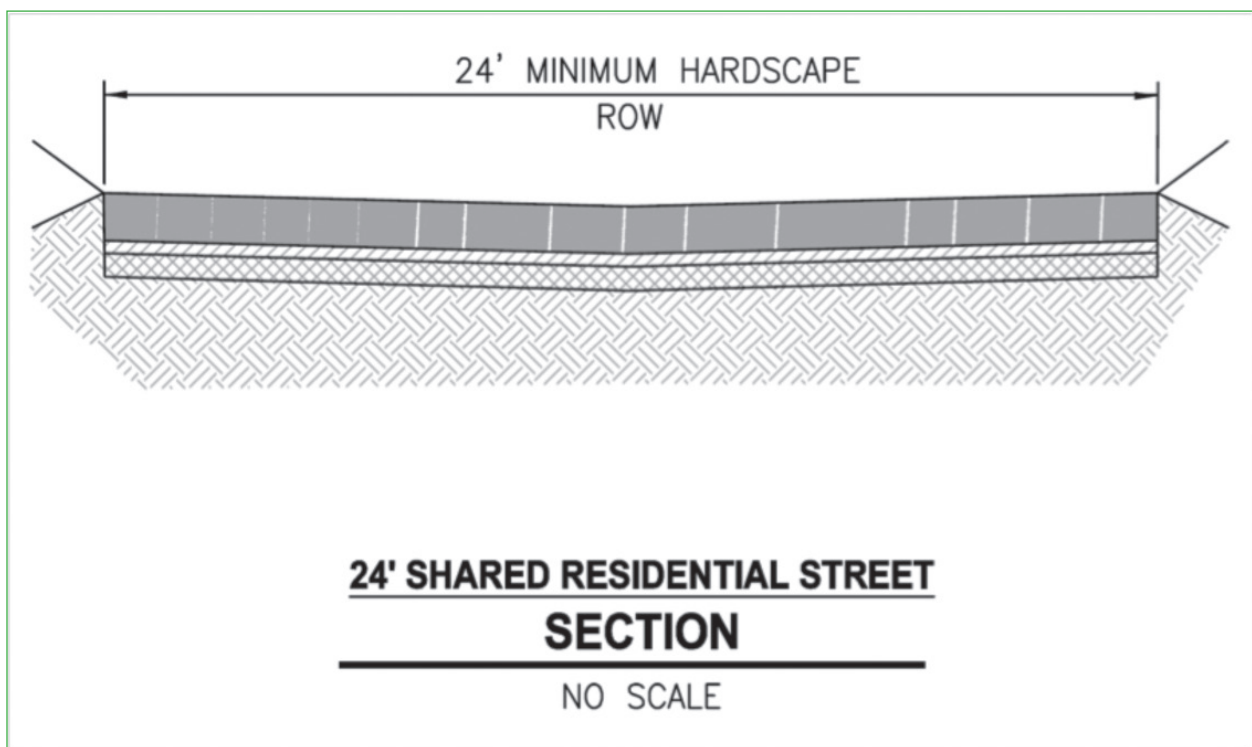 24' MINIMUM HARDSCAPE
ROW
24' SHARED RESIDENTIAL STREET
SECTION
NO SCALE